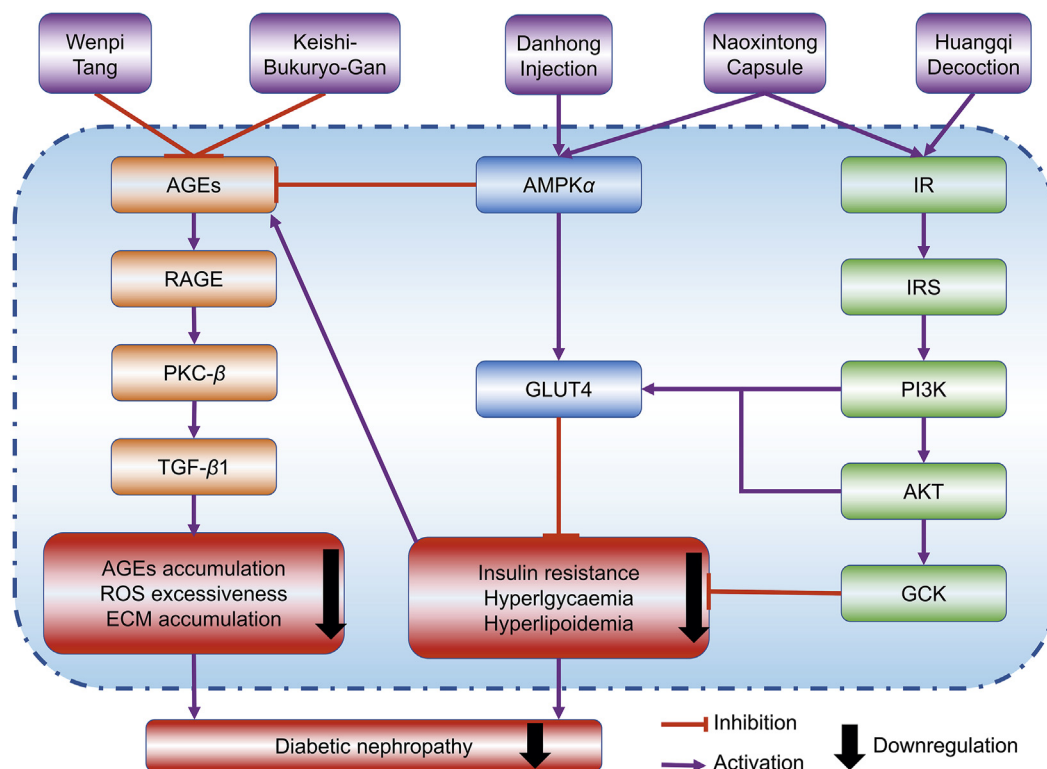 Wenpi
Tang
Keishi-
Bukuryo-Gan
Danhong
Injection
Naoxintong
Capsule
Huangqi
Decoction
AGEs
AMPKα
IR
RAGE
IRS
PKC-β
GLUT4
PI3K
TGF-β1
AKT
AGEs accumulation
ROS excessiveness
ECM accumulation
Insulin resistance
Hyperlgycaemia
Hyperlipoidemia
GCK
Diabetic nephropathy
Inhibition
Activation
Downregulation